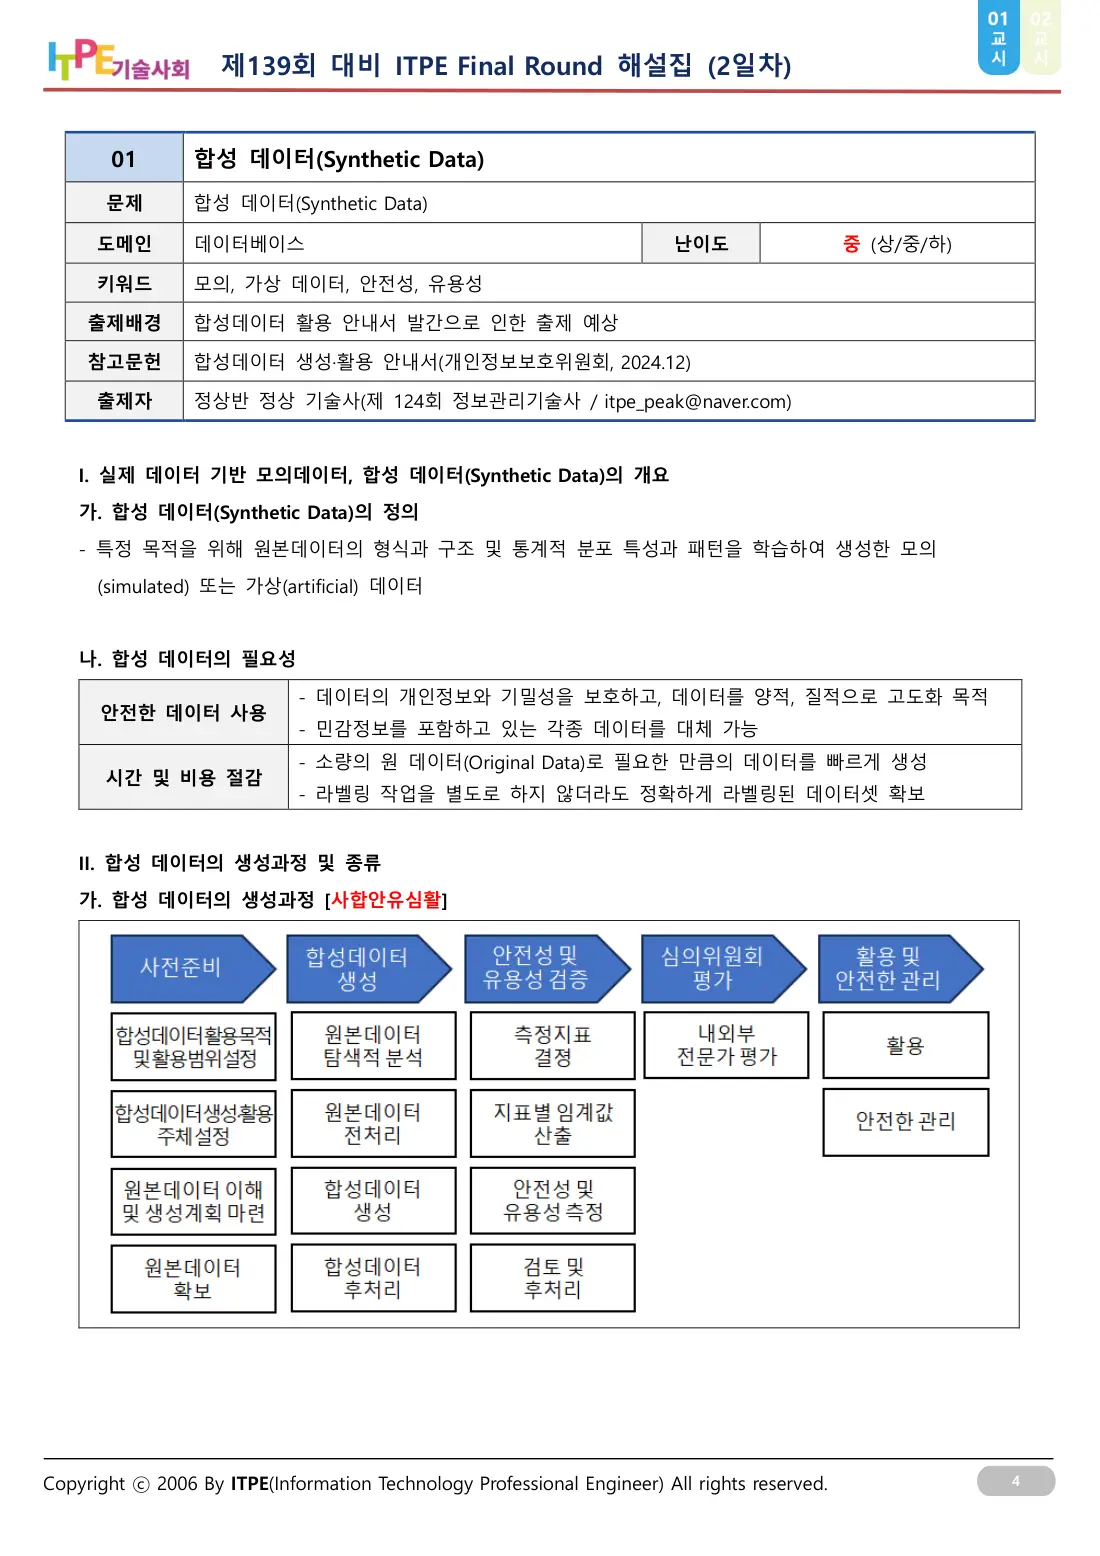 ITPE기술사회 제139회 대비 ITPE Final Round 해설집 (2일차)
01
교
시
02
교
시
01 합성 데이터(Synthetic Data)
문제 합성 데이터(Synthetic Data)
도메인 데이터베이스 난이도 중 (상/중/하)
키워드 모의, 가상 데이터, 안전성, 유용성
출제배경 합성데이터 활용 안내서 발간으로 인한 출제 예상
참고문헌 합성데이터 생성·활용 안내서(개인정보보호위원회, 2024.12)
출제자 정상반 정상 기술사(제 124회 정보관리기술사 / itpe_peak@naver.com)
I. 실제 데이터 기반 모의데이터, 합성 데이터(Synthetic Data)의 개요
가. 합성 데이터(Synthetic Data)의 정의
- 특정 목적을 위해 원본데이터의 형식과 구조 및 통계적 분포 특성과 패턴을 학습하여 생성한 모의
(simulated) 또는 가상(artificial) 데이터
나. 합성 데이터의 필요성
안전한 데이터 사용
- 데이터의 개인정보와 기밀성을 보호하고, 데이터를 양적, 질적으로 고도화 목적
- 민감정보를 포함하고 있는 각종 데이터를 대체 가능
시간 및 비용 절감
- 소량의 원 데이터(Original Data)로 필요한 만큼의 데이터를 빠르게 생성
- 라벨링 작업을 별도로 하지 않더라도 정확하게 라벨링된 데이터셋 확보
II. 합성 데이터의 생성과정 및 종류
가. 합성 데이터의 생성과정 [사합안유심활]
사전준비
합성데이터활용목적
및활용범위설정
합성데이터생성·활용
주체설정
원본데이터 이해
및 생성계획 마련
원본데이터
확보
합성데이터
생성
원본데이터
탐색적 분석
원본데이터
전처리
합성데이터
생성
합성데이터
후처리
안전성 및
유용성 검증
측정지표
결졍
지표별 임계값
산출
안전성 및
유용성 측정
검토 및
후처리
심의위원회
평가
내외부
전문가 평가
활용 및
안전한 관리
활용
안전한 관리
Copyright ⓒ 2006 By ITPE(Information Technology Professional Engineer) All rights reserved.
4